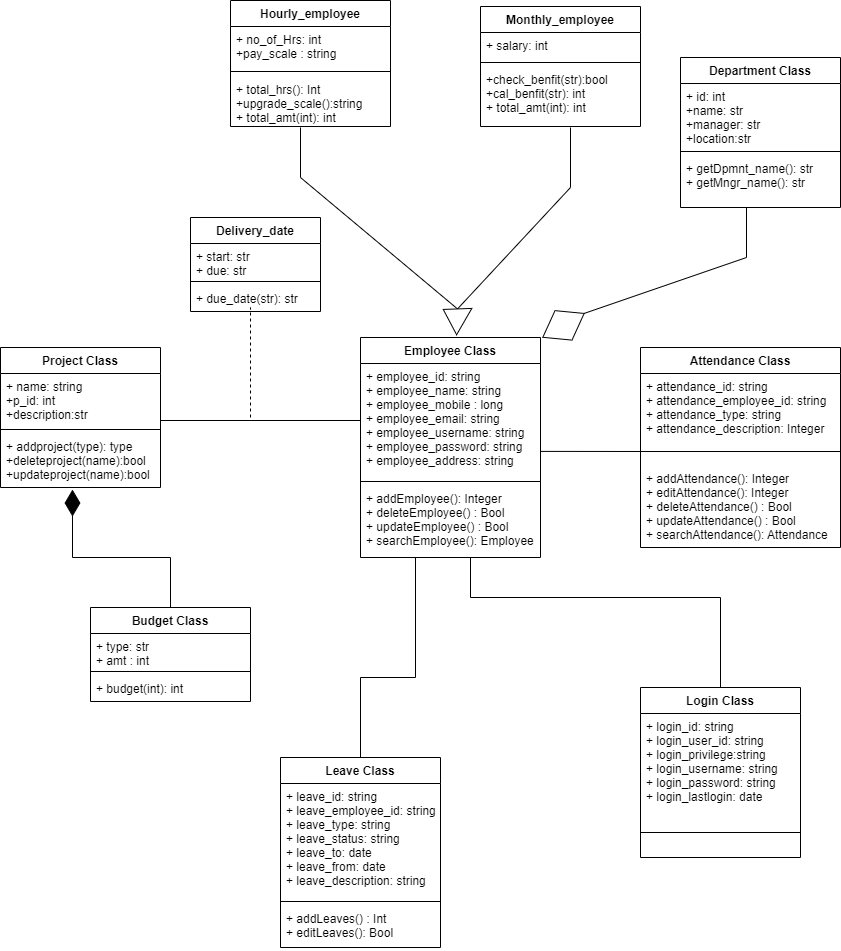 Hourly_employee
+ no_of_Hrs: int
+pay_scale : string
+ total_hrs(): Int
+upgrade_scale():string
+ total_amt(int): int
Monthly_employee
+ salary: int
+check_benfit(str):bool
+cal_benfit(str): int
+ total_amt(int): int
Department Class
+ id: int
+name: str
+manager: str
+location:str
+ getDpmnt_name(): str
+ getMngr_name(): str
Delivery_date
+ start: str
+ due: str
+ due_date(str): str
Project Class
+ name: string
+p_id: int
+description:str
+ addproject(type): type
+deleteproject(name):bool
+updateproject(name):bool
Employee Class
+ employee_id: string
+ employee_name: string
+ employee_mobile : long
+ employee_email: string
+ employee_username: string
+ employee_password: string
+ employee_address: string
+ addEmployee(): Integer
+ deleteEmployee() : Bool
+ updateEmployee() : Bool
+ searchEmployee(): Employee
Attendance Class
+ attendance_id: string
+ attendance_employee_id: string
+ attendance_type: string
+ attendance_description: Integer
+ addAttendance(): Integer
+ editAttendance(): Integer
+ deleteAttendance() : Bool
+ updateAttendance() : Bool
+ searchAttendance(): Attendance
Budget Class
+ type: str
+ amt : int
+ budget(int): int
Leave Class
+ leave_id: string
+ leave_employee_id: string
+ leave_type: string
+ leave_status: string
+ leave_to: date
+ leave_from: date
+ leave_description: string
+ addLeaves() : Int
+ editLeaves(): Bool
Login Class
+ login_id: string
+ login_user_id: string
+ login_privilege:string
+ login_username: string
+ login_password: string
+ login_lastlogin: date